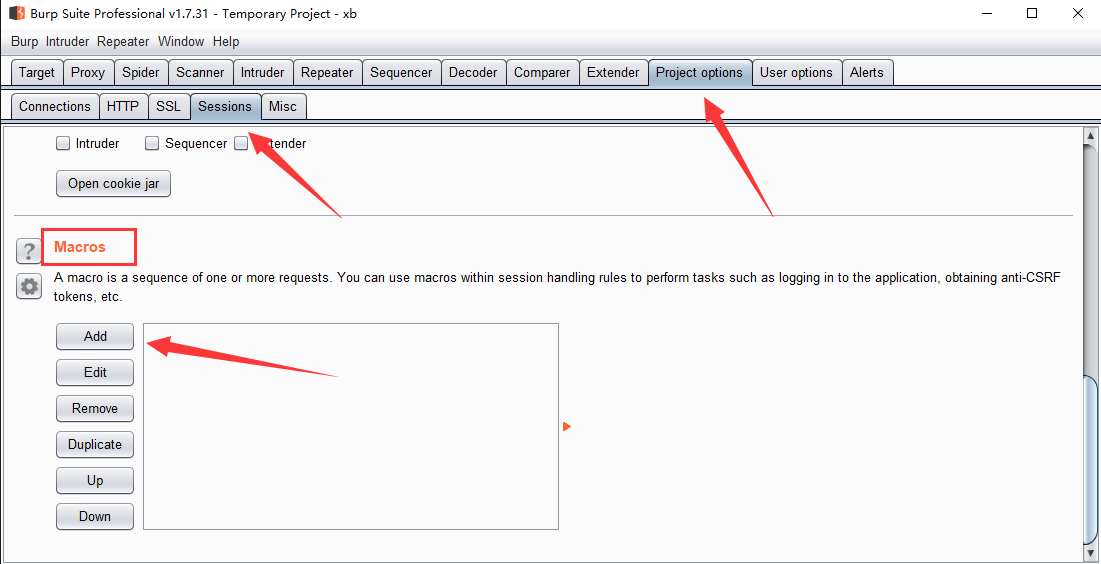 Burp Suite Professional v1.7.31 - Temporary Project - xb
Burp Intruder Repeater Window Help
Target Proxy Spider Scanner Intruder Repeater Sequencer Decoder Comparer Extender Project options User options Alerts
Connections HTTP SSL Sessions Misc
Intruder Sequencer tender
Open cookie jar
? Macros
A macro is a sequence of one or more requests. You can use macros within session handling rules to perform tasks such as logging in to the application, obtaining anti-CSRF
tokens, etc.
Add
Edit
Remove
Duplicate
Up
Down